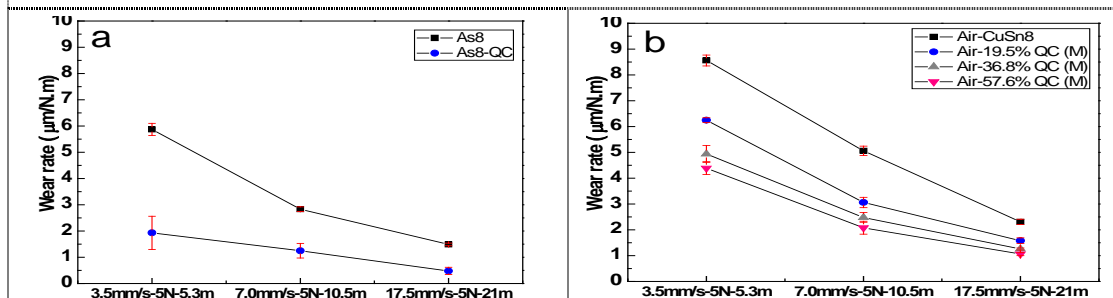 a
As8
As8-QC
Wear rate ( µm/N.m)
10
9
8
7
6
5
4
3
2
1
0
3.5mm/s-5N-5.3m 7.0mm/s-5N-10.5m 17.5mm/s-5N-21m
b
Air-CuSn8
Air-19.5% QC (M)
Air-36.8% QC (M)
Air-57.6% QC (M)
Wear rate ( µm/N.m)
10
9
8
7
6
5
4
3
2
1
0
3.5mm/s-5N-5.3m 7.0mm/s-5N-10.5m 17.5mm/s-5N-21m